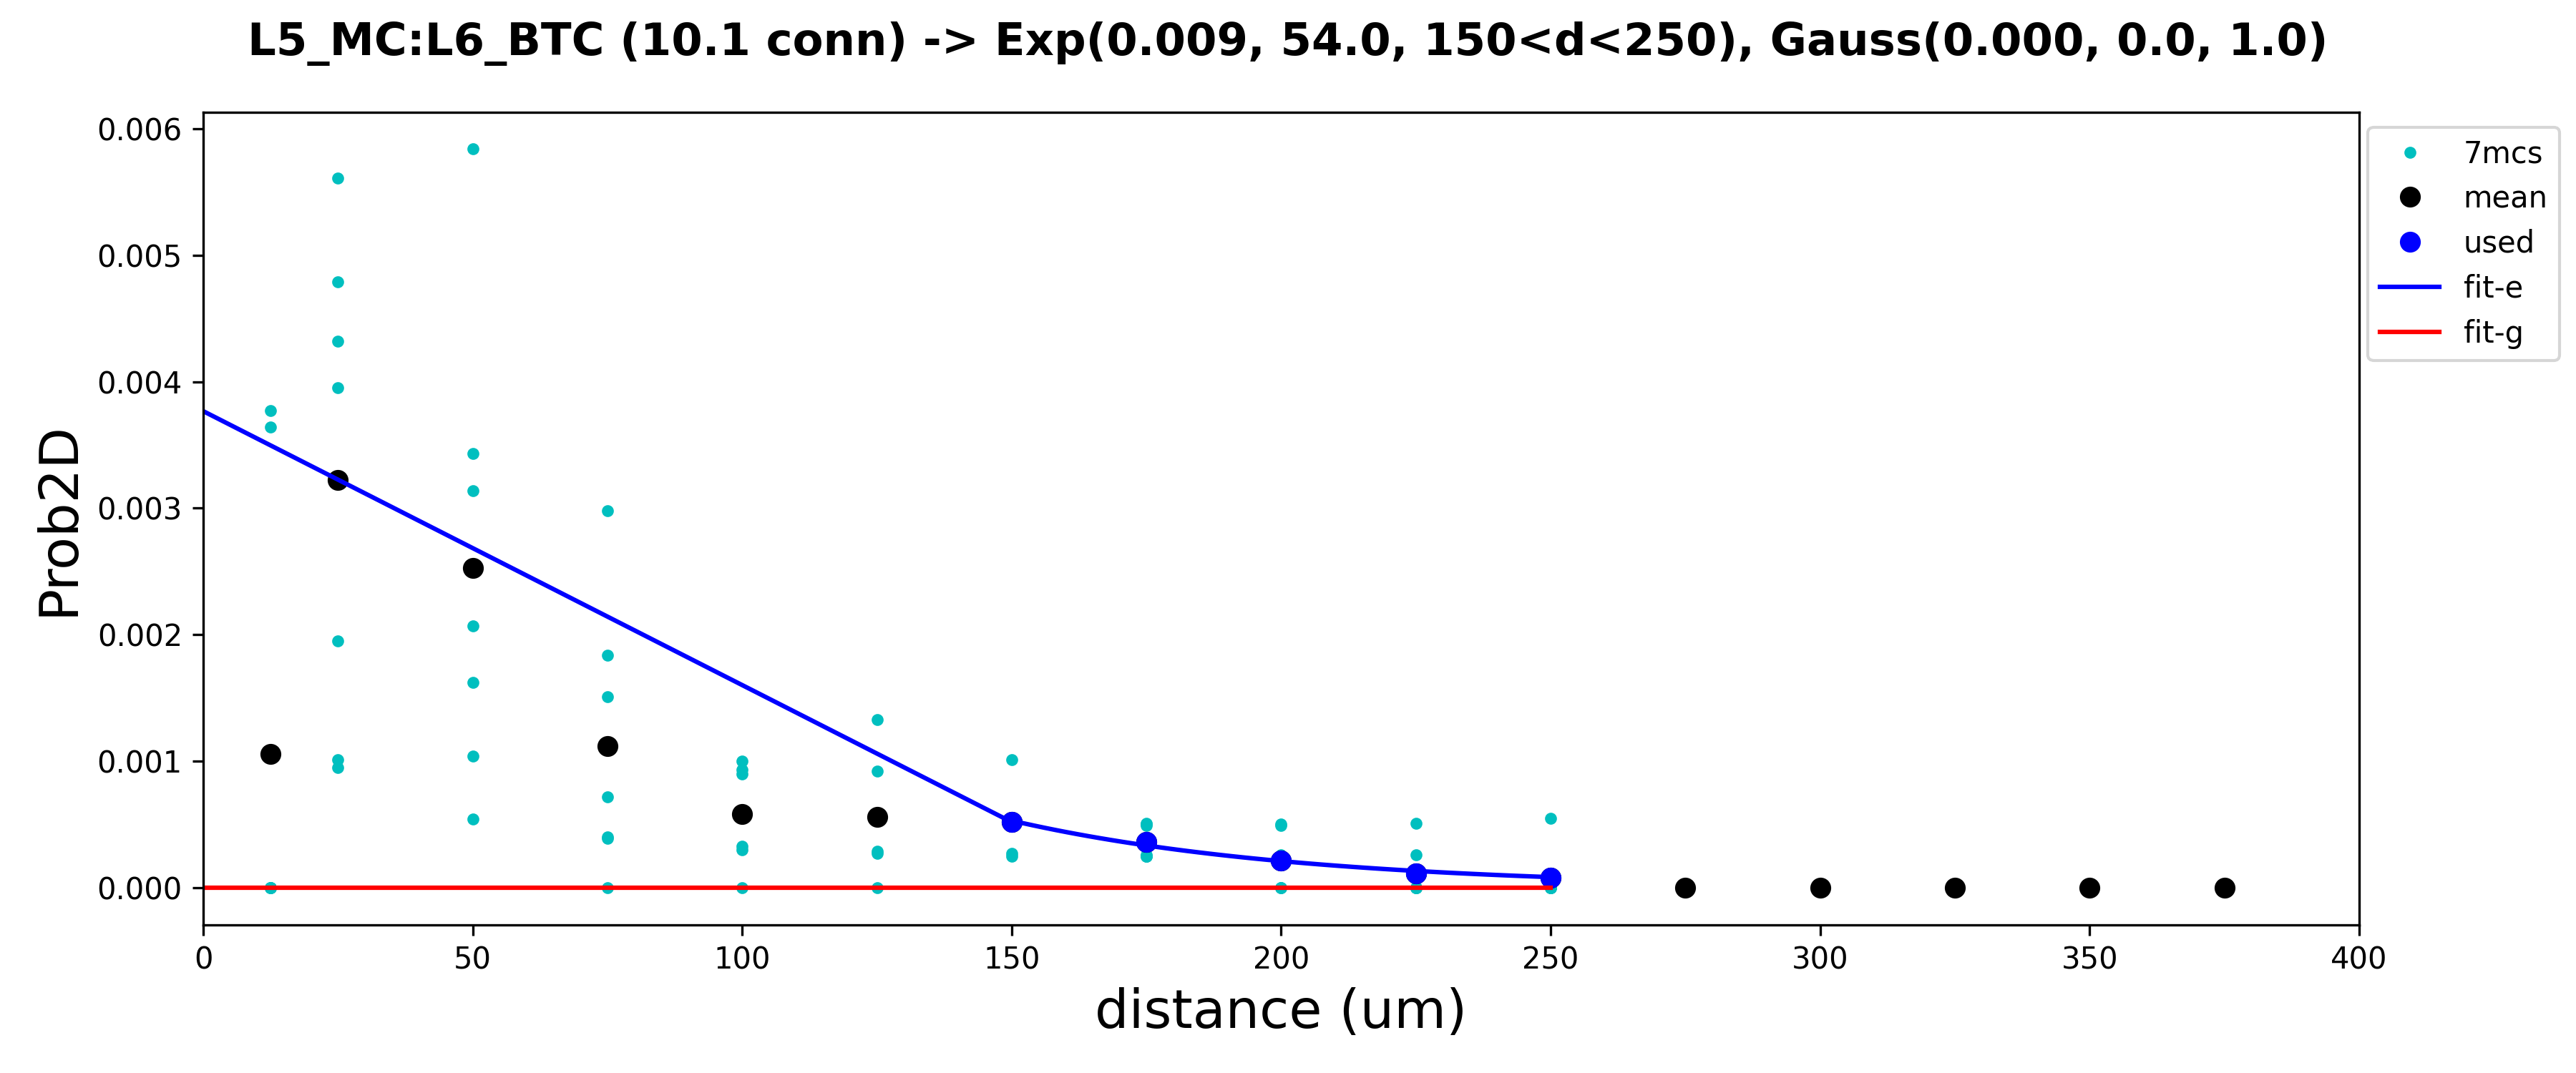 L5_MC:L6_BTC (10.1 conn) -> Exp(0.009, 54.0, 150<d<250), Gauss(0.000, 0.0, 1.0)
0.006
0.005
0.004
0.003
0.002
0.001
0.000
Prob2D
0 50 100 150 200 250 300 350 400
distance (um)
7mcs
mean
used
fit-e
fit-g